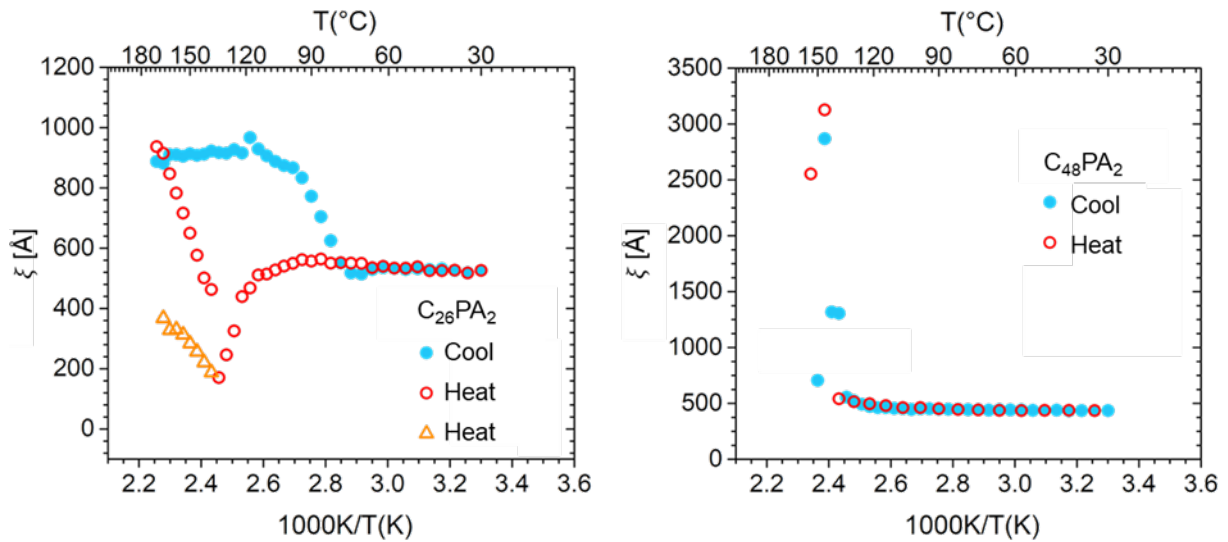 T(°C)
180 150 120 90 60 30
1200
1000
800
600
400
200
0
ξ [Å]
C26PA2
Cool
Heat
Heat
2.2 2.4 2.6 2.8 3.0 3.2 3.4 3.6
1000K/T(K)
T(°C)
180 150 120 90 60 30
3500
3000
2500
2000
1500
1000
500
0
ξ [Å]
C48PA2
Cool
Heat
2.2 2.4 2.6 2.8 3.0 3.2 3.4 3.6
1000K/T(K)